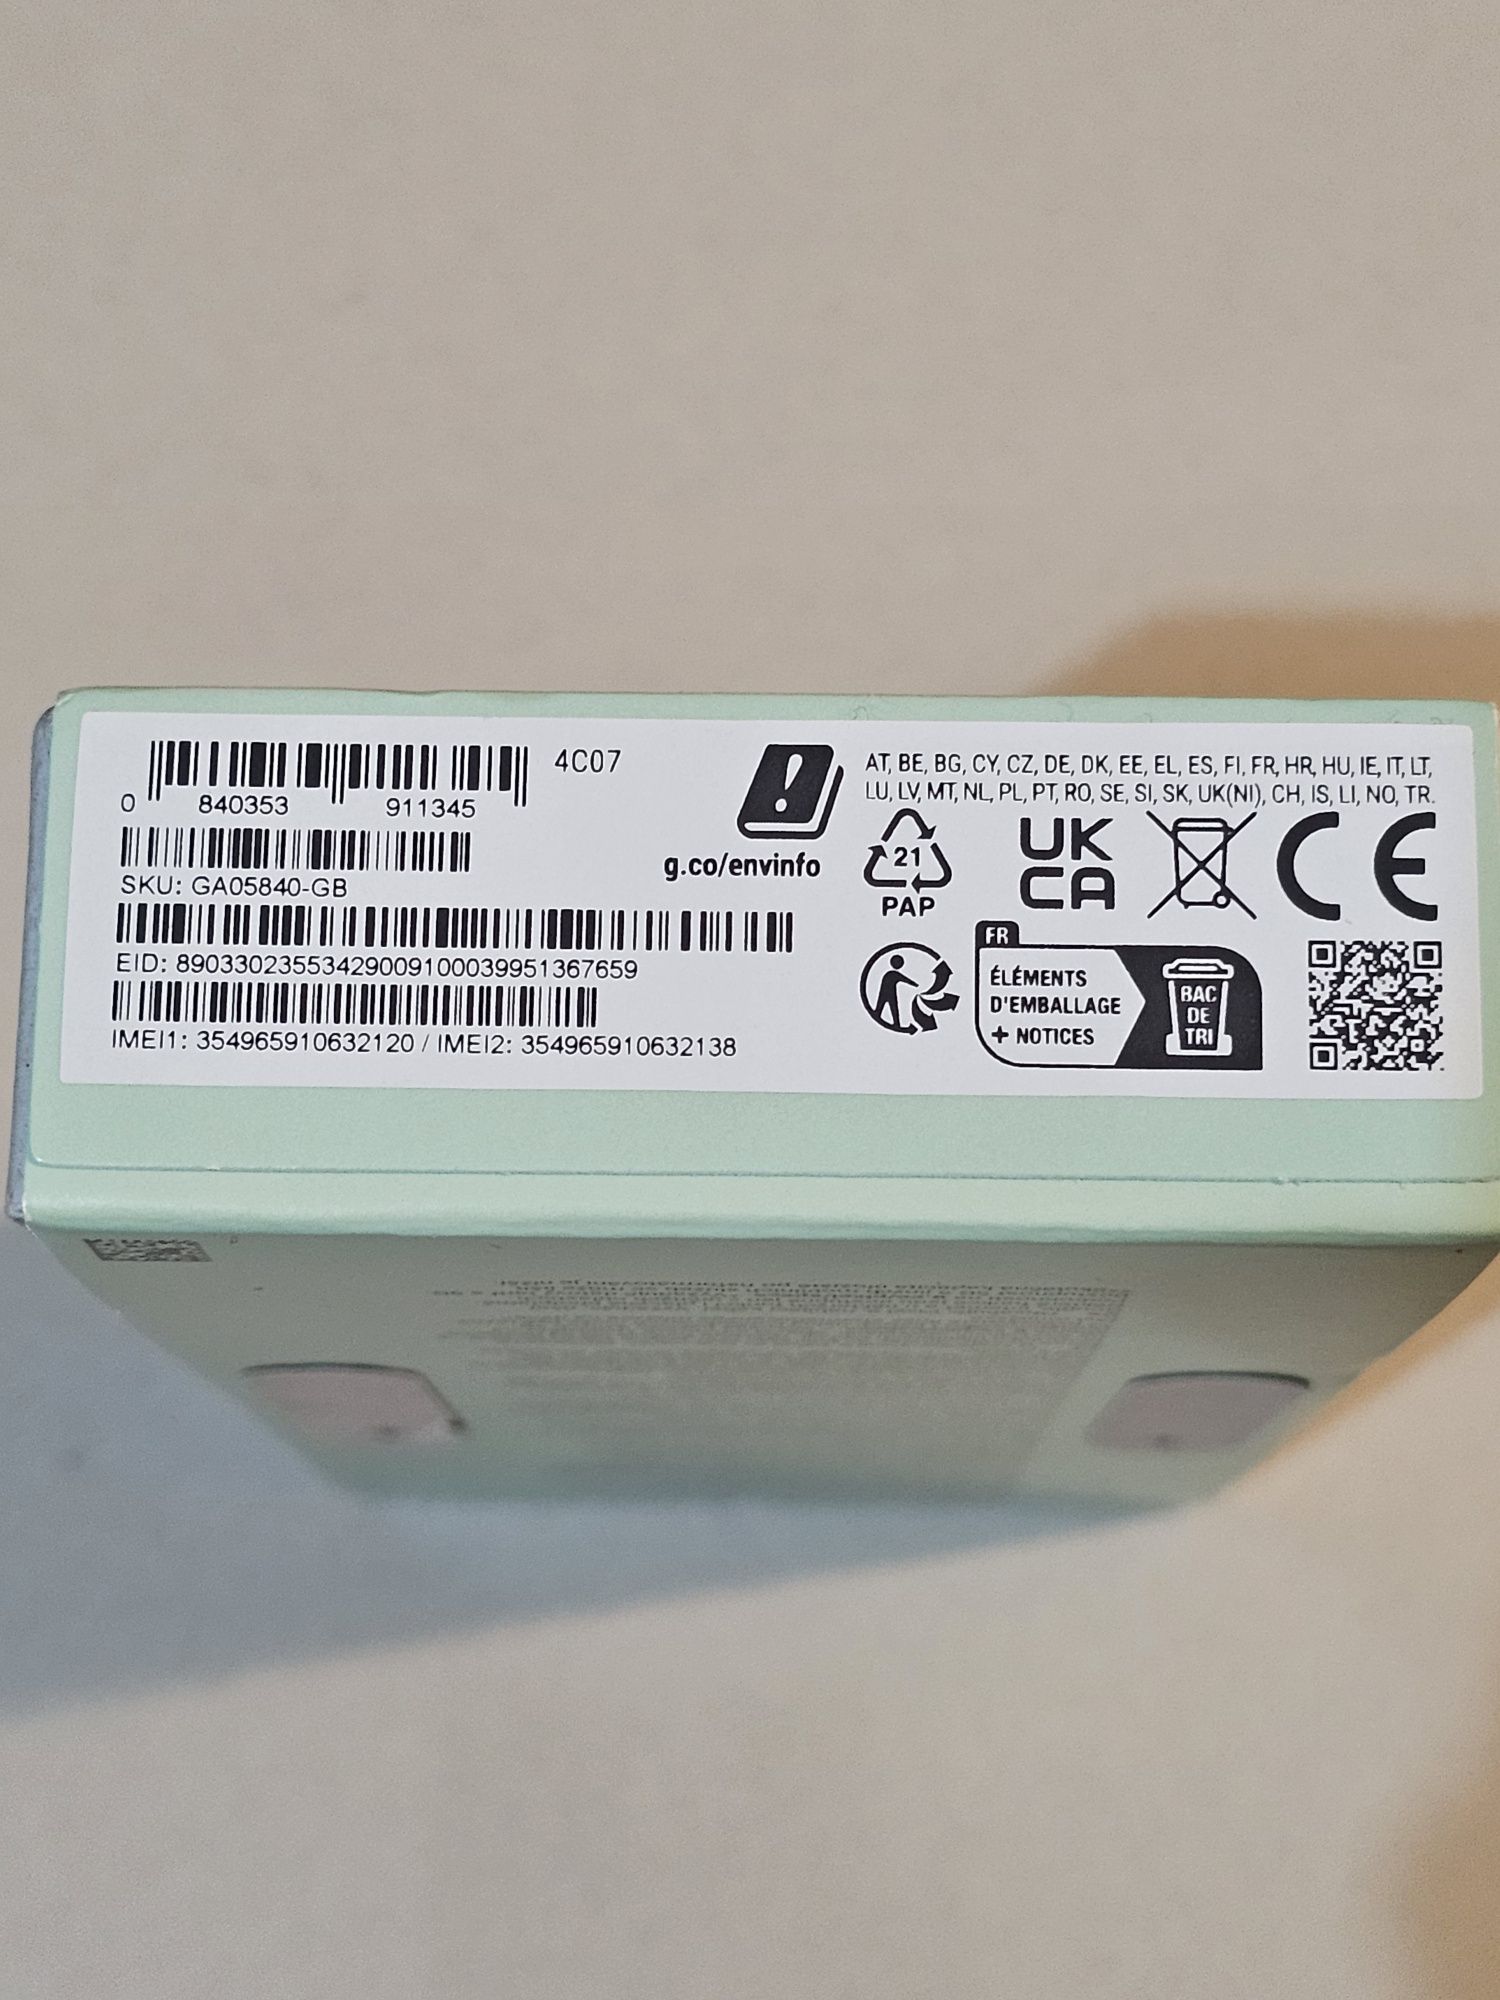 4C07
0 840353 911345
SKU: GA05840-GB
EID: 89033023553429009100039951367659
IMEI1: 354965910632120 / IMEI2: 354965910632138
g.co/envinfo
AT, BE, BG, CY, CZ, DE, DK, EE, EL, ES, FI, FR, HR, HU, IE, IT, LT,
LU, LV, MT, NL, PL, PT, RO, SE, SI, SK, UK(NI), CH, IS, LI, NO, TR.
21
PAP
UK
CA
CE
FR
ÉLÉMENTS
D'EMBALLAGE
+ NOTICES
BAC
DE
TRI